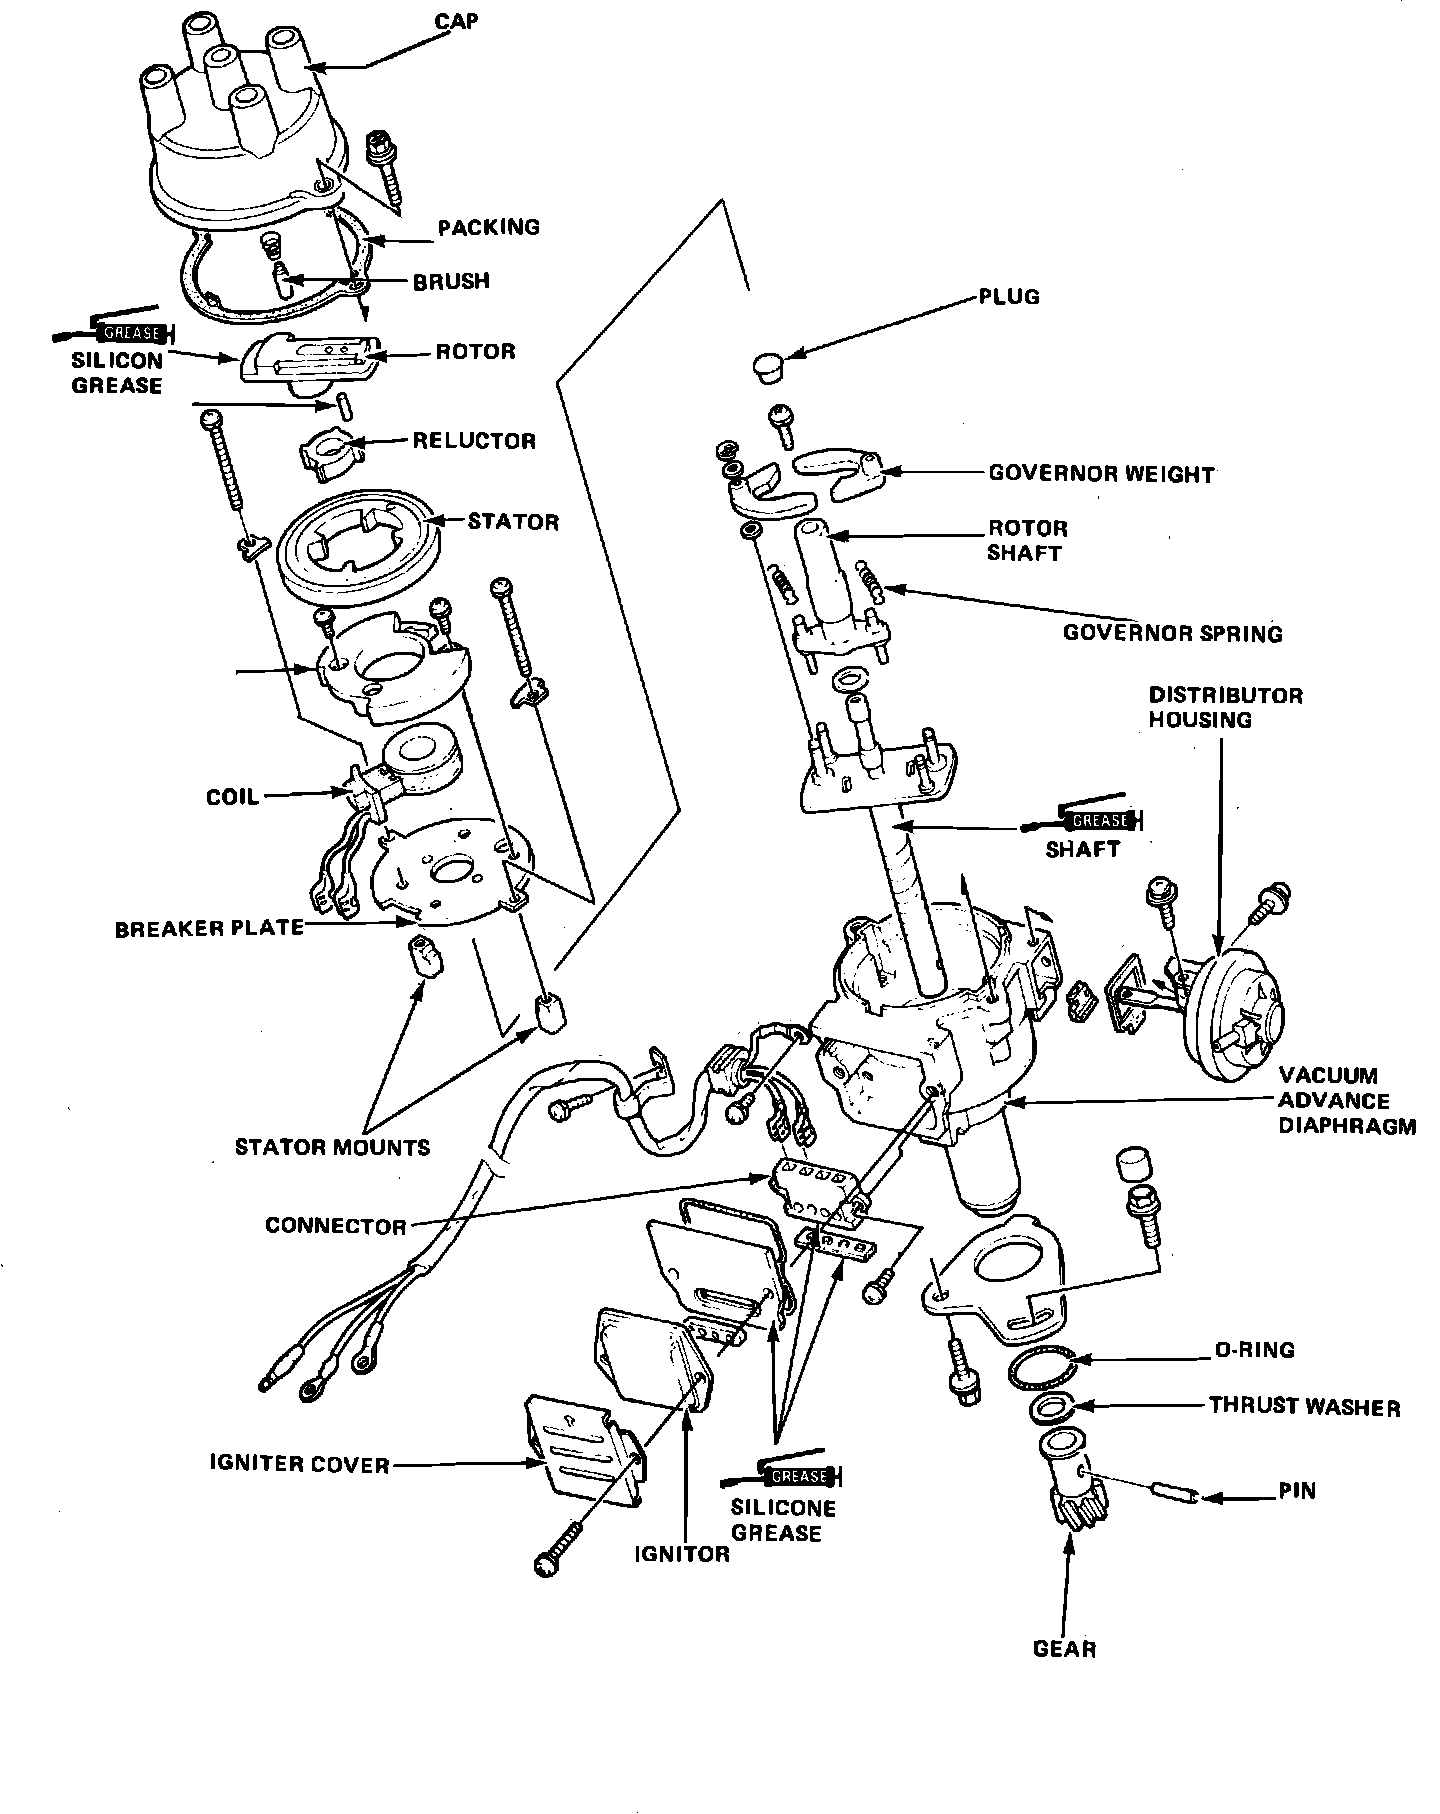 CAP
PACKING
BRUSH
GREASE
SILICON
GREASE
ROTOR
RELUCTOR
STATOR
COIL
BREAKER PLATE
STATOR MOUNTS
CONNECTOR
IGNITER COVER
IGNITOR
GREASE
SILICONE
GREASE
PLUG
GOVERNOR WEIGHT
ROTOR
SHAFT
GOVERNOR SPRING
DISTRIBUTOR
HOUSING
GREASE
SHAFT
VACUUM
ADVANCE
DIAPHRAGM
O-RING
THRUST WASHER
PIN
GEAR